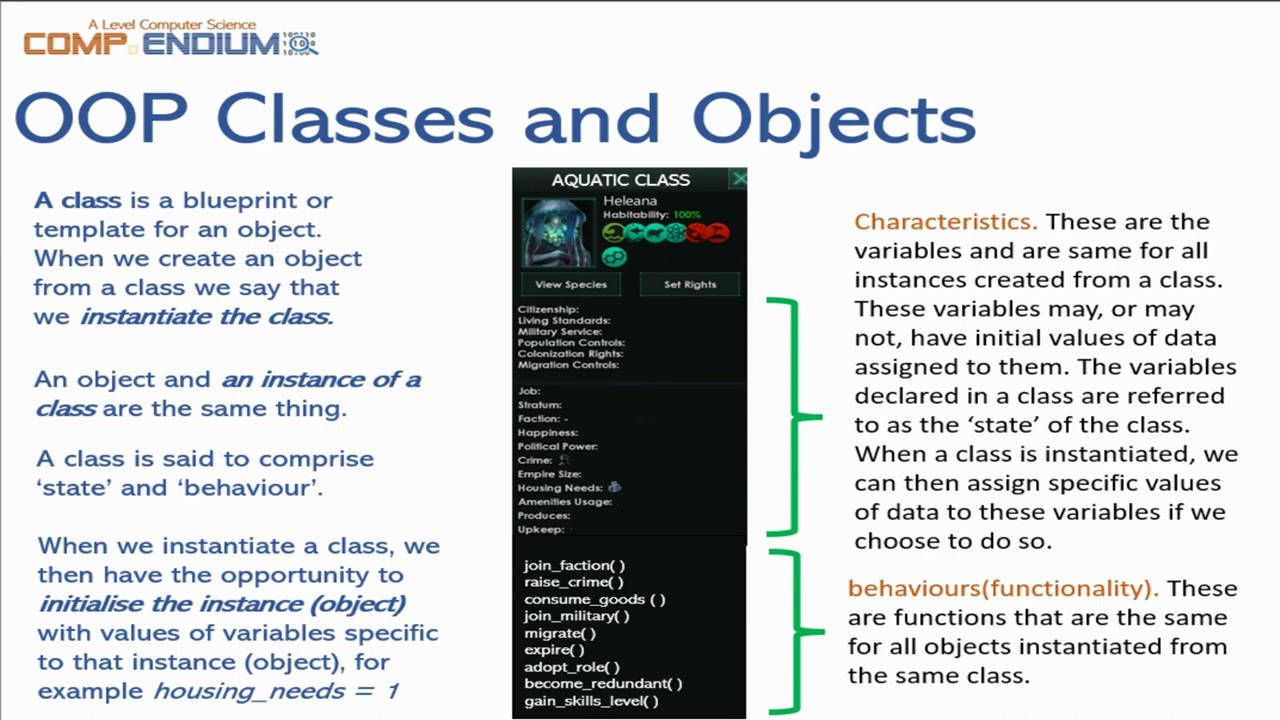 A Level Computer Science
COMP.ENDIUM
OOP Classes and Objects
A class is a blueprint or
template for an object.
When we create an object
from a class we say that
we instantiate the class.
An object and an instance of a
class are the same thing.
A class is said to comprise
‘state’ and ‘behaviour’.
When we instantiate a class, we
then have the opportunity to
initialise the instance (object)
with values of variables specific
to that instance (object), for
example housing_needs = 1
AQUATIC CLASS
Heleana
Habitability: 100%
View Species
Set Rights
Citizenship:
Living Standards:
Military Service:
Population Controls:
Colonization Rights:
Migration Controls:
Job:
Stratum:
Faction: -
Happiness:
Political Power:
Crime:
Empire Size:
Housing Needs:
Amenities Usage:
Produces:
Upkeep:
join_faction( )
raise_crime( )
consume_goods ( )
join_military( )
migrate( )
expire( )
adopt_role( )
become_redundant( )
gain_skills_level( )
Characteristics. These are the
variables and are same for all
instances created from a class.
These variables may, or may
not, have initial values of data
assigned to them. The variables
declared in a class are referred
to as the ‘state’ of the class.
When a class is instantiated, we
can then assign specific values
of data to these variables if we
choose to do so.
behaviours(functionality). These
are functions that are the same
for all objects instantiated from
the same class.